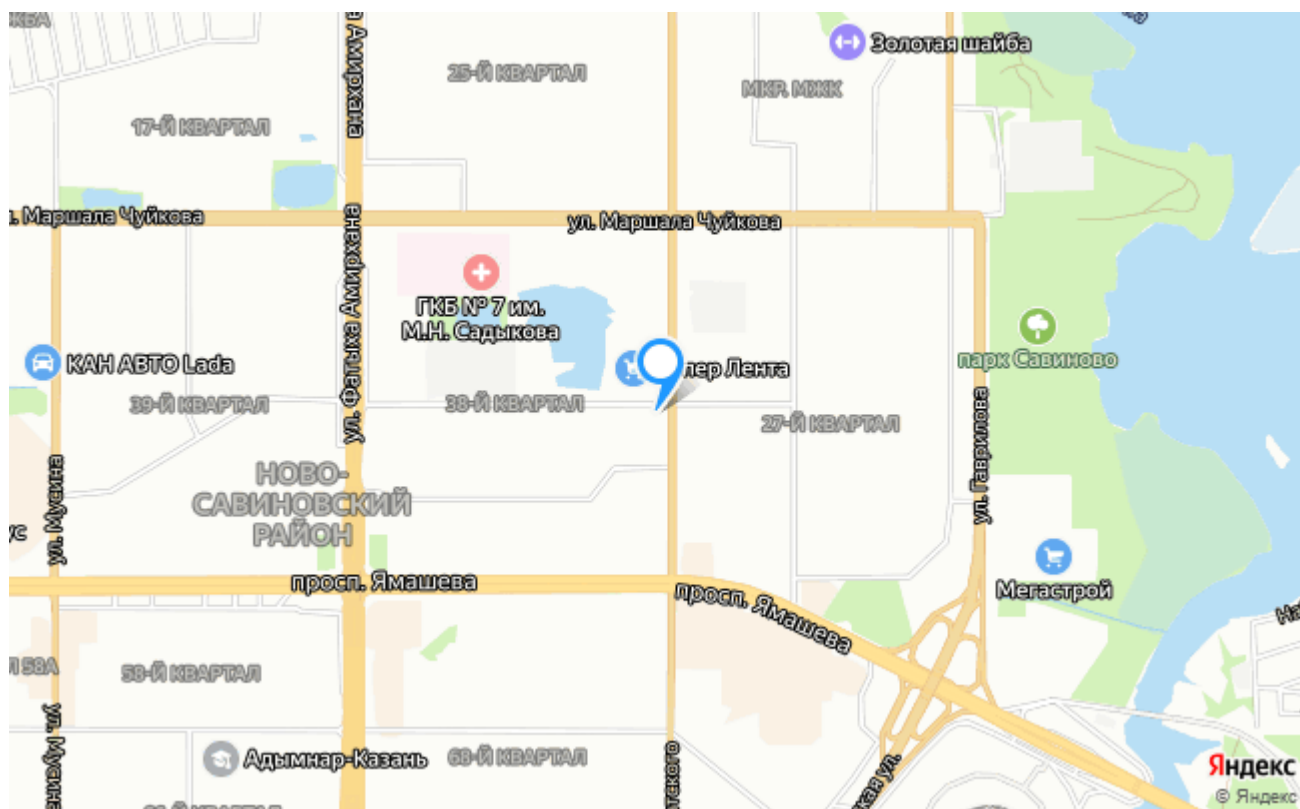 25-Й КВАРТАЛ
Золотая шайба
МКР. МЖК
17-Й КВАРТАЛ
Амирхана
Маршала Чуйкова
ул. Маршала Чуйкова
ул. Фатыха Амирхана
ГКБ № 7 им.
М.Н. Садыкова
КАН АВТО Lada
Лента
парк Савиново
39-Й КВАРТАЛ
38-Й КВАРТАЛ
27-Й КВАРТАЛ
НОВО-
САВИНОВСКИЙ
РАЙОН
ул. Мусина
ул. Гаврилова
просп. Ямашева
просп. Ямашева
Мегастрой
58А
58-Й КВАРТАЛ
ул. Мусина
Адымнар-Казань
68-Й КВАРТАЛ
ул.
Яндекс
© Яндекс